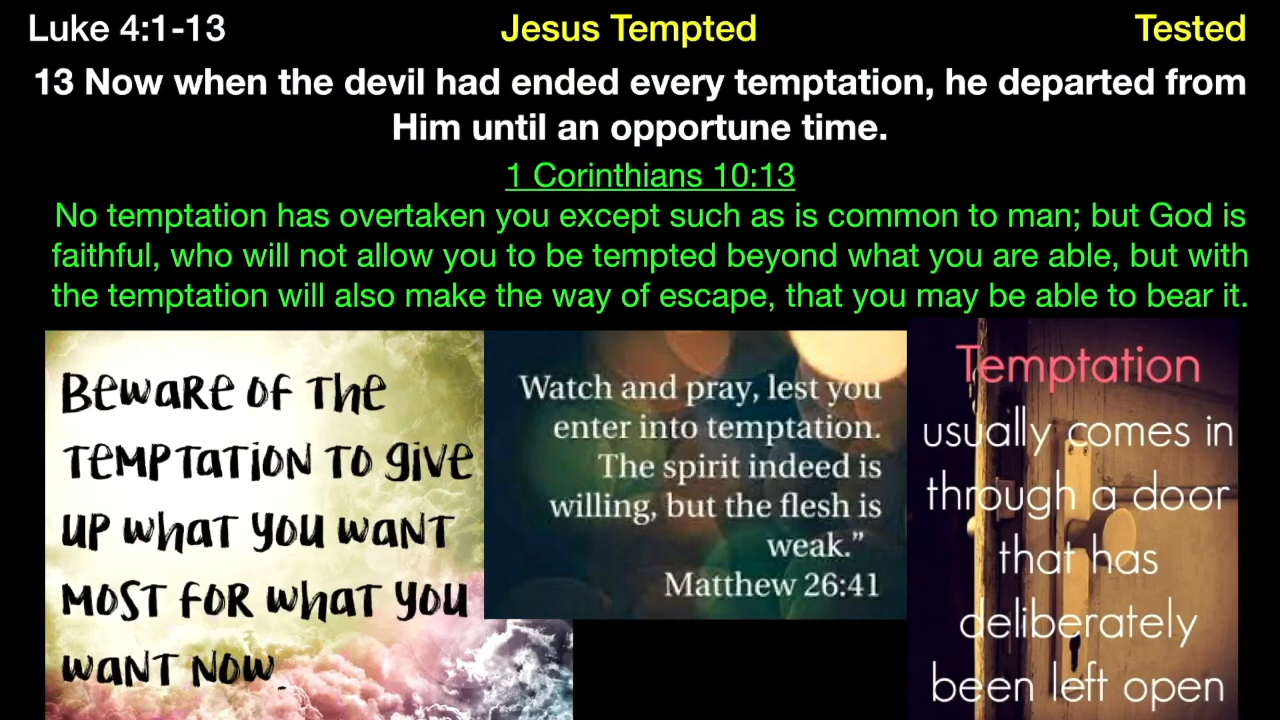 Luke 4:1-13
Jesus Tempted
Tested
13 Now when the devil had ended every temptation, he departed from
Him until an opportune time.
1 Corinthians 10:13
No temptation has overtaken you except such as is common to man; but God is
faithful, who will not allow you to be tempted beyond what you are able, but with
the temptation will also make the way of escape, that you may be able to bear it.
Beware of the
temptation to give
up what you want
most for what you
want now.
Watch and pray, lest you
enter into temptation.
The spirit indeed is
willing, but the flesh is
weak.”
Matthew 26:41
Temptation
usually comes in
through a door
that has
deliberately
been left open